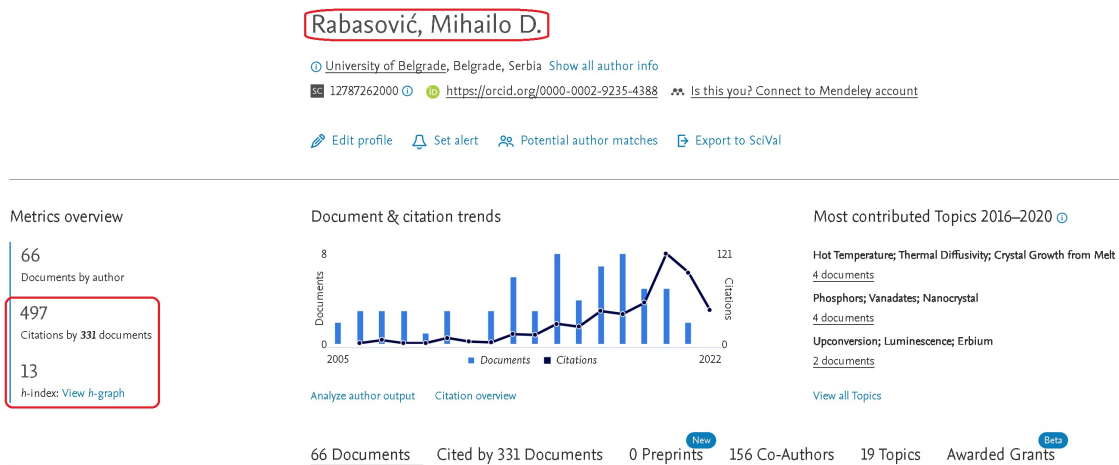 Rabasović, Mihailo D.
University of Belgrade, Belgrade, Serbia Show all author info
SC 12787262000 iD https://orcid.org/0000-0002-9235-4388 Is this you? Connect to Mendeley account
Edit profile Set alert Potential author matches Export to SciVal
Metrics overview
66
Documents by author
497
Citations by 331 documents
13
h-index: View h-graph
Document & citation trends
8
Documents
0
121
Citations
0
2005
2022
Documents Citations
Analyze author output Citation overview
Most contributed Topics 2016–2020
Hot Temperature; Thermal Diffusivity; Crystal Growth from Melt
4 documents
Phosphors; Vanadates; Nanocrystal
4 documents
Upconversion; Luminescence; Erbium
2 documents
View all Topics
New
Beta
66 Documents Cited by 331 Documents 0 Preprints 156 Co-Authors 19 Topics Awarded Grants